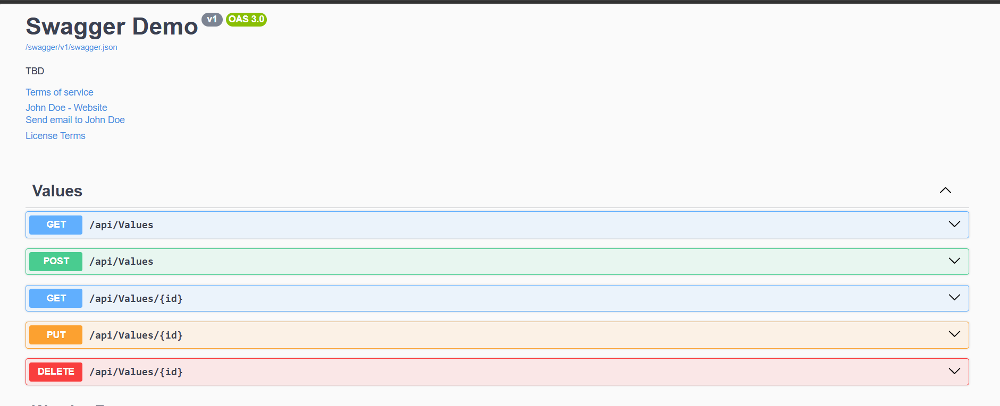 Swagger Demo v1 OAS 3.0
/swagger/v1/swagger.json
TBD
Terms of service
John Doe - Website
Send email to John Doe
License Terms
Values
GET /api/Values
POST /api/Values
GET /api/Values/{id}
PUT /api/Values/{id}
DELETE /api/Values/{id}